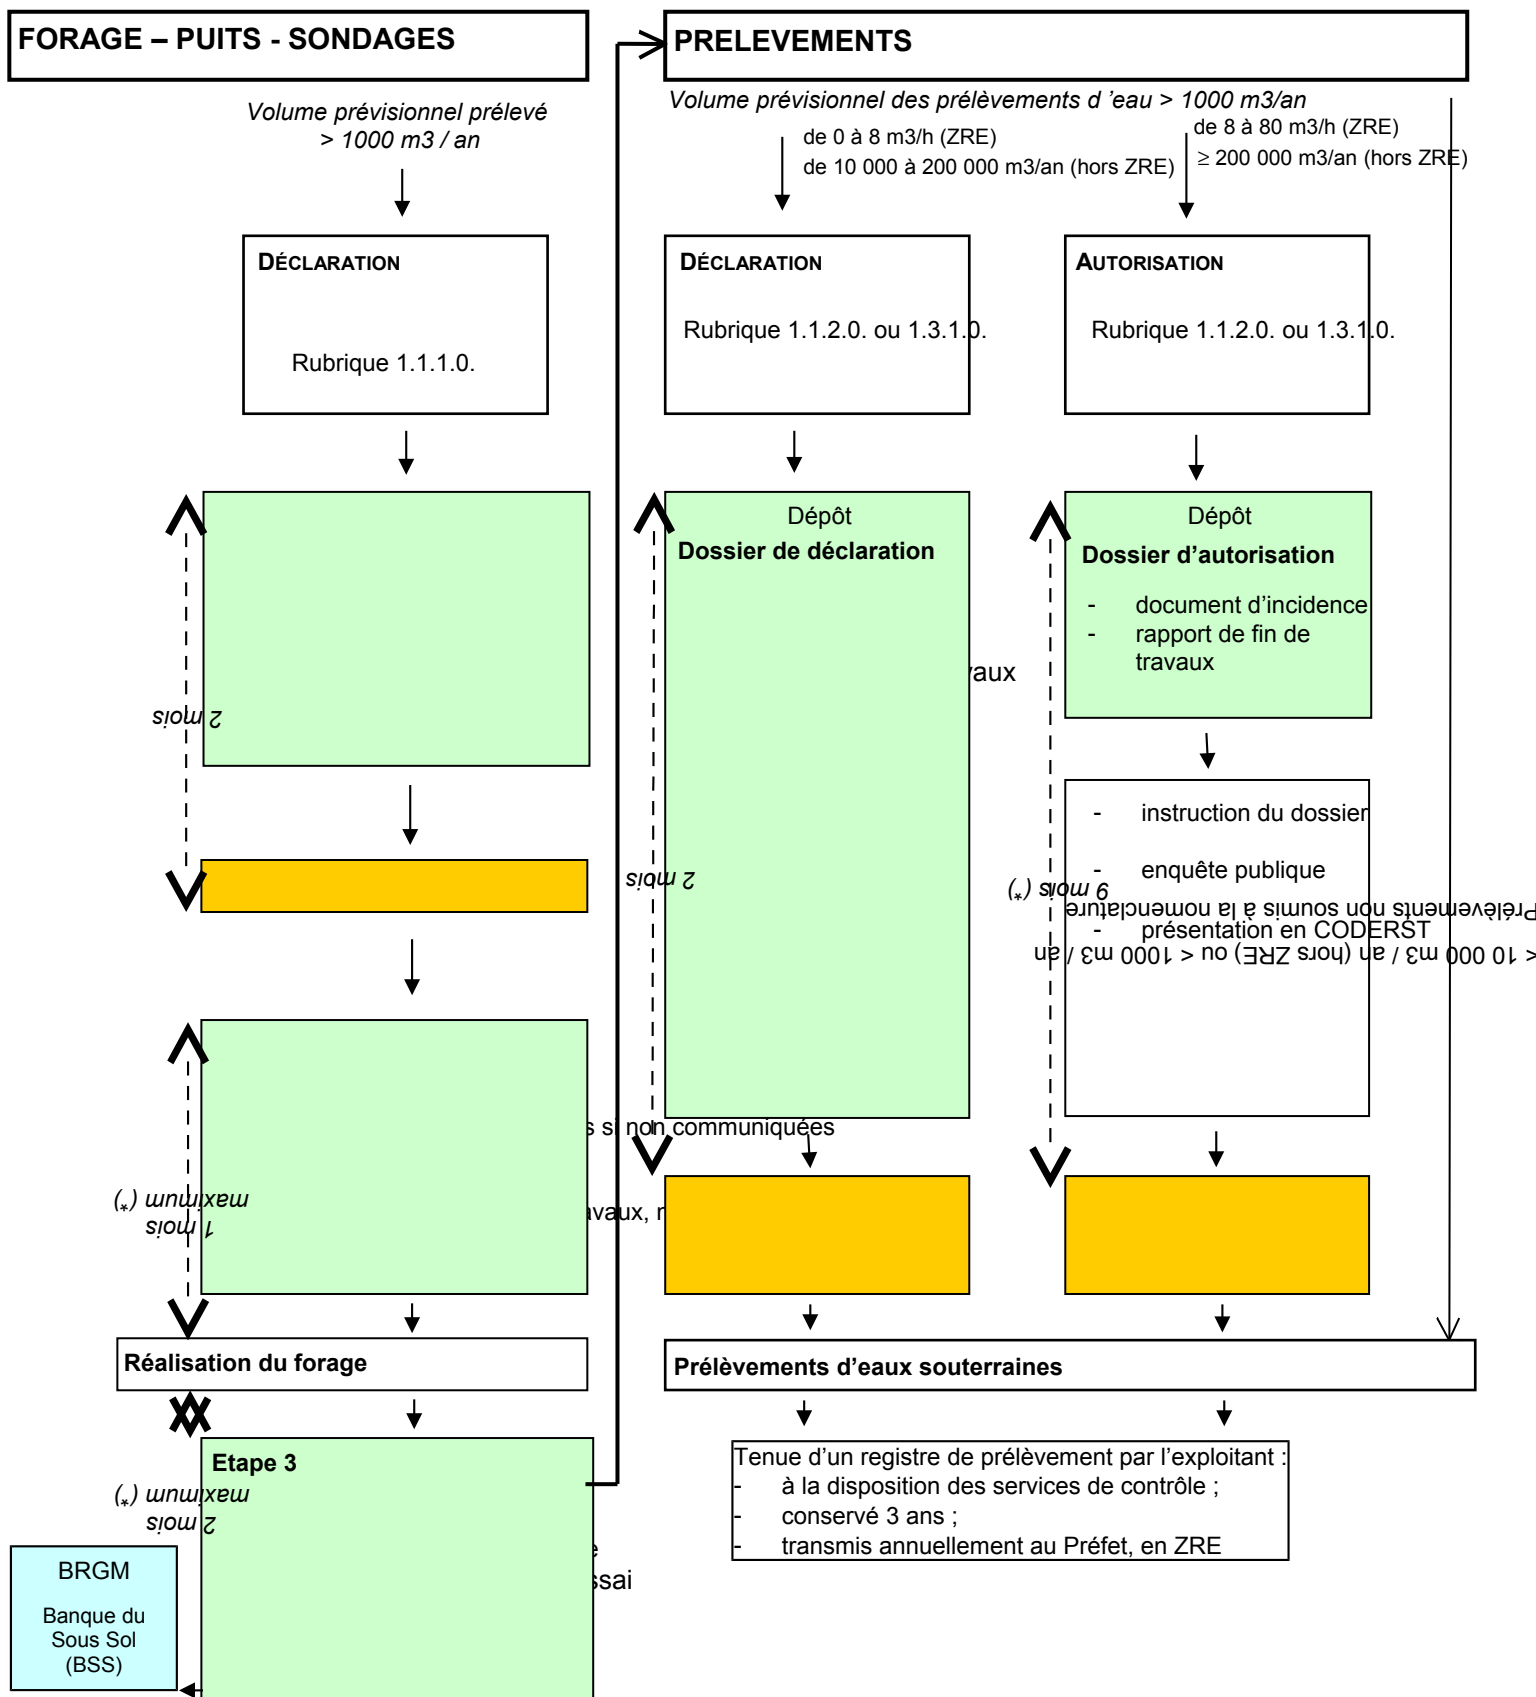 FORAGE – PUITS - SONDAGES
Volume prévisionnel prélevé
> 1000 m3 / an
DÉCLARATION
Rubrique 1.1.1.0.
2 mois
1 mois
maximum (*)
s si non communiquées
avaux, r
Réalisation du forage
Etape 3
2 mois
maximum (*)
e
ssai
BRGM
Banque du
Sous Sol
(BSS)
PRELEVEMENTS
Volume prévisionnel des prélèvements d ’eau > 1000 m3/an
de 0 à 8 m3/h (ZRE)
de 10 000 à 200 000 m3/an (hors ZRE)
de 8 à 80 m3/h (ZRE)
≥ 200 000 m3/an (hors ZRE)
DÉCLARATION
Rubrique 1.1.2.0. ou 1.3.1.0.
Dépôt
Dossier de déclaration
vaux
2 mois
AUTORISATION
Rubrique 1.1.2.0. ou 1.3.1.0.
Dépôt
Dossier d’autorisation
- document d’incidence
- rapport de fin de
travaux
- instruction du dossier
- enquête publique
- présentation en CODERST
9 mois (*)
Prélèvements non soumis à la nomenclature
< 10 000 m3 / an (hors ZRE) ou < 1000 m3 / an
Prélèvements d’eaux souterraines
Tenue d’un registre de prélèvement par l’exploitant :
- à la disposition des services de contrôle ;
- conservé 3 ans ;
- transmis annuellement au Préfet, en ZRE